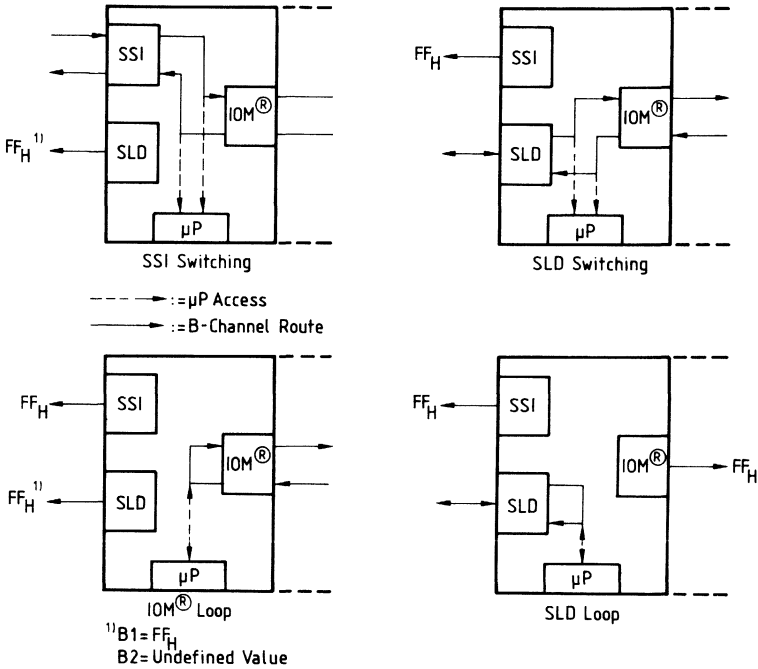 SSI
IOM®
FF_H 1)
SLD
µP
SSI Switching
FF_H
SSI
IOM®
SLD
µP
SLD Switching
:=µP Access
:=B-Channel Route
FF_H
SSI
IOM®
FF_H 1)
SLD
µP
IOM® Loop
1) B1=FF_H
B2=Undefined Value
FF_H
SSI
IOM®
FF_H
SLD
µP
SLD Loop